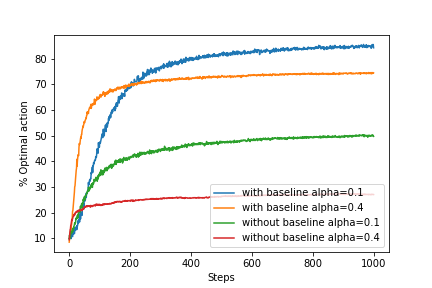 80
70
60
50
40
30
20
10
% Optimal action
0
200
400
600
800
1000
Steps
with baseline alpha=0.1
with baseline alpha=0.4
without baseline alpha=0.1
without baseline alpha=0.4